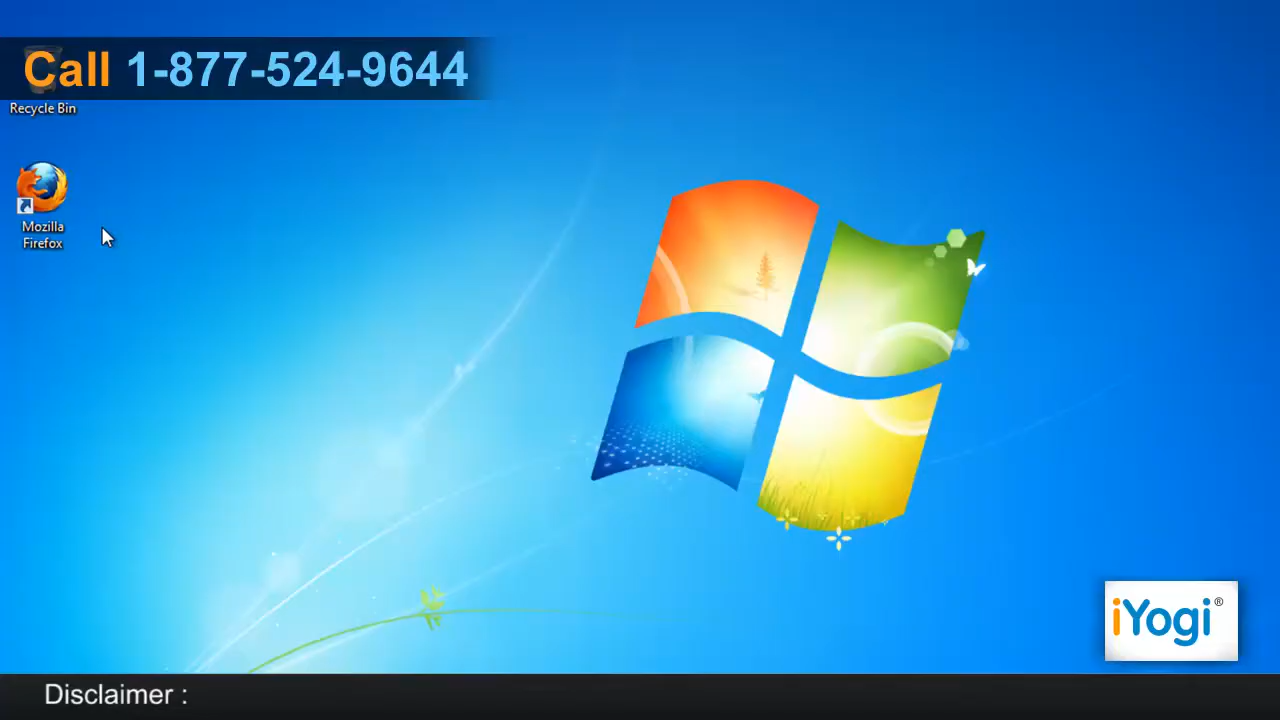 Call 1-877-524-9644
Recycle Bin
Mozilla
Firefox
iYogi®
Disclaimer :